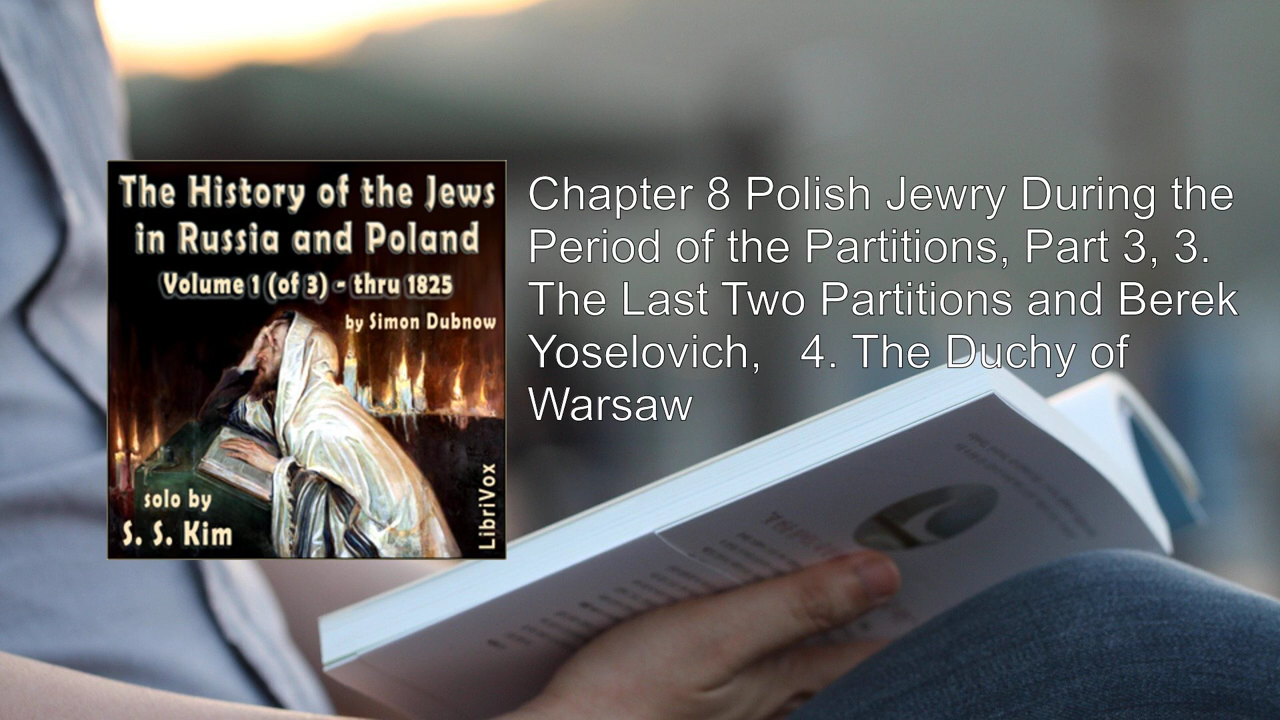 The History of the Jews
in Russia and Poland
Volume 1 (of 3) - thru 1825
by Simon Dubnow
solo by
S. S. Kim
LibriVox
Chapter 8 Polish Jewry During the
Period of the Partitions, Part 3, 3.
The Last Two Partitions and Berek
Yoselovich, 4. The Duchy of
Warsaw